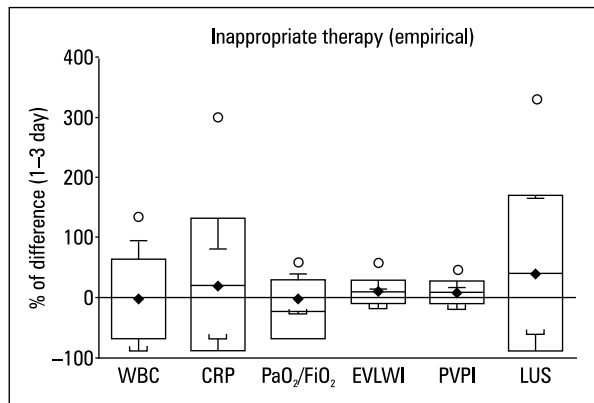 Inappropriate therapy (empirical)
% of difference (1–3 day)
400
300
200
100
0
−100
WBC CRP PaO₂/FiO₂ EVLWI PVPI LUS